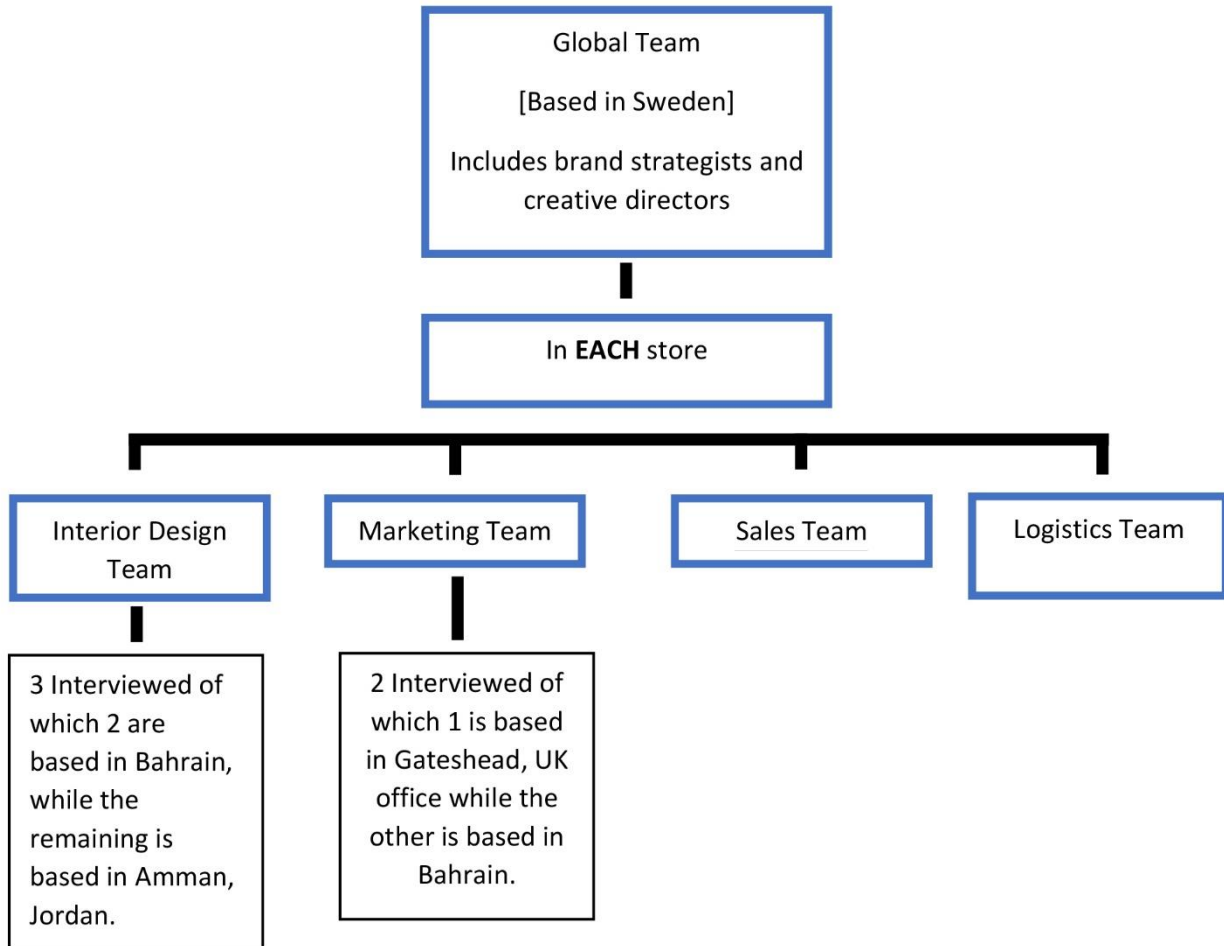 Global Team
[Based in Sweden]
Includes brand strategists and
creative directors
In EACH store
Interior Design
Team
Marketing Team
Sales Team
Logistics Team
3 Interviewed of
which 2 are
based in Bahrain,
while the
remaining is
based in Amman,
Jordan.
2 Interviewed of
which 1 is based
in Gateshead, UK
office while the
other is based in
Bahrain.